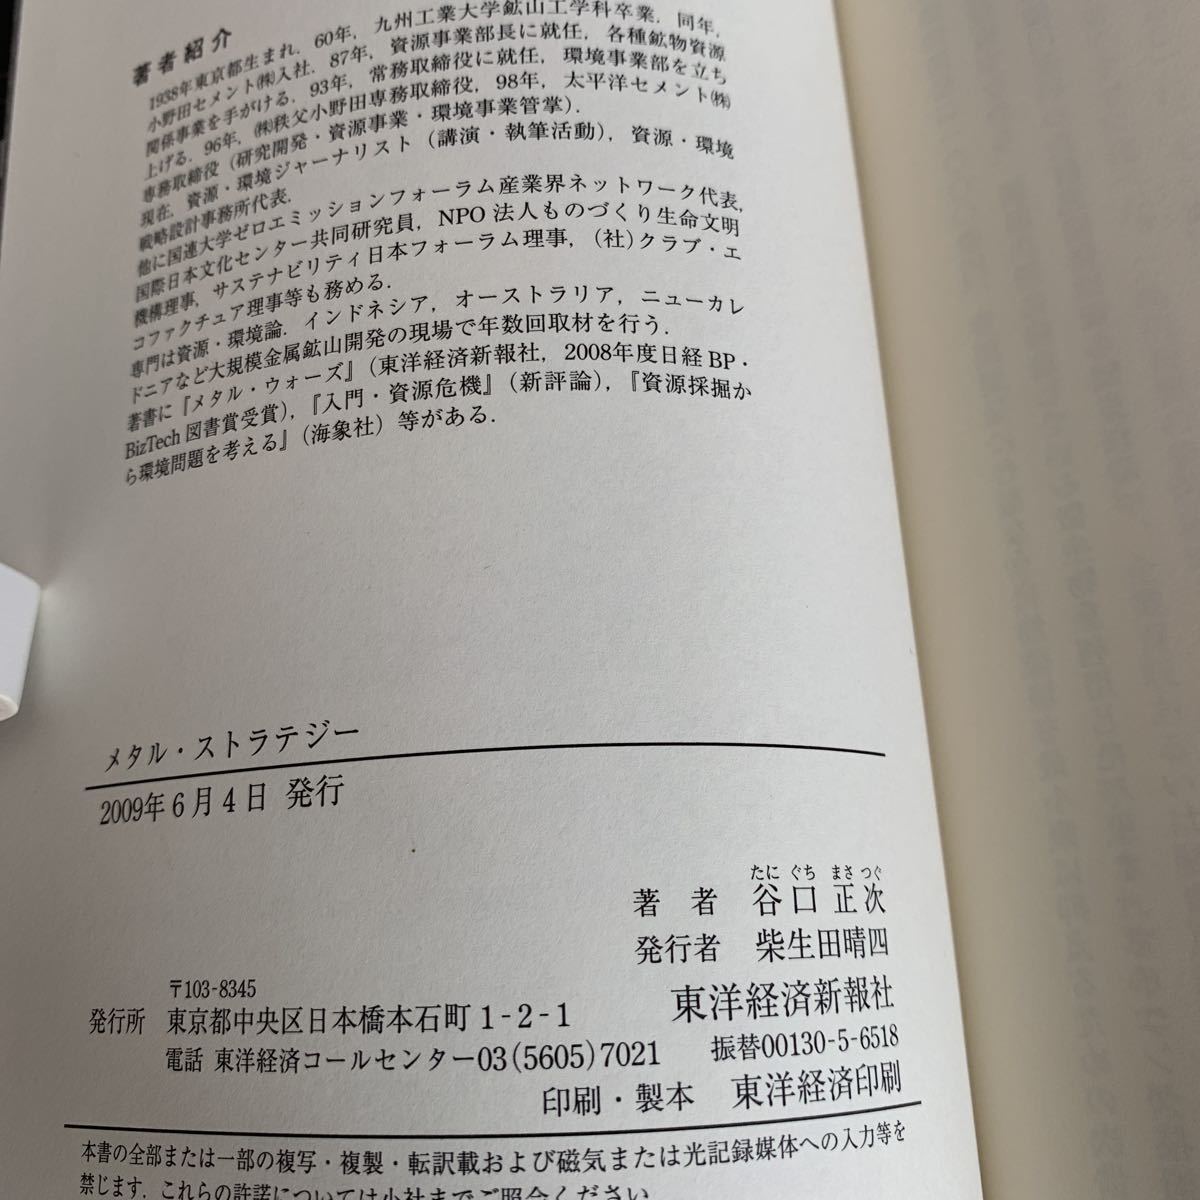 著者紹介
1938年東京都生まれ．60年，九州工業大学鉱山工学科卒業．同年，
小野田セメント㈱入社．87年，資源事業部長に就任，各種鉱物資源
関係事業を手がける．93年，常務取締役に就任，環境事業部を立ち
上げる．96年，㈱秩父小野田専務取締役，98年，太平洋セメント㈱
専務取締役（研究開発・資源事業・環境事業管掌）．
現在，資源・環境ジャーナリスト（講演・執筆活動），資源・環境
戦略設計事務所代表．
他に国連大学ゼロエミッションフォーラム産業界ネットワーク代表，
国際日本文化センター共同研究員，NPO法人ものづくり生命文明
機構理事，サステナビリティ日本フォーラム理事，（社）クラブ・エ
コファクチュア理事等も務める．
専門は資源・環境論．インドネシア，オーストラリア，ニューカレ
ドニアなど大規模金属鉱山開発の現場で年数回取材を行う．
著書に『メタル・ウォーズ』（東洋経済新報社，2008年度日経BP・
BizTech図書賞受賞），『入門・資源危機』（新評論），『資源採掘か
ら環境問題を考える』（海象社）等がある．
メタル・ストラテジー
2009年6月4日 発行
たに ぐち まさ つぐ
著 者 谷口正次
発行者 柴生田晴四
〒103-8345
発行所 東京都中央区日本橋本石町1-2-1 東洋経済新報社
電話 東洋経済コールセンター03(5605)7021 振替00130-5-6518
印刷・製本 東洋経済印刷
本書の全部または一部の複写・複製・転訳載および磁気または光記録媒体への入力等を
禁じます．これらの許諾については小社までご照会ください．